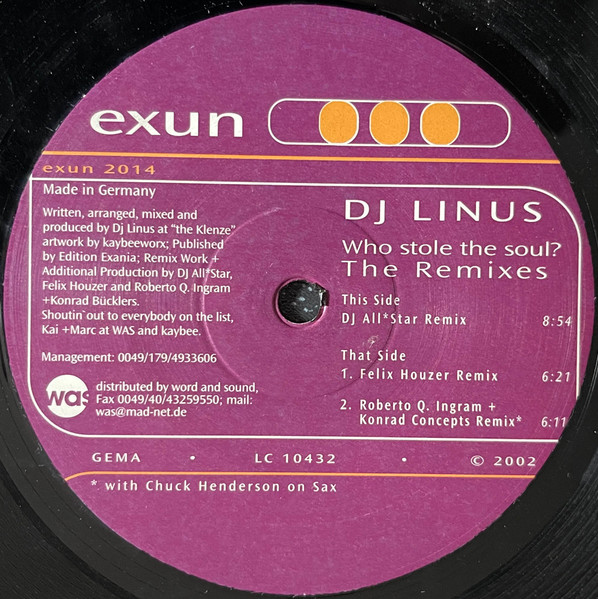 exun
exun 2014
Made in Germany
Written, arranged, mixed and
produced by Dj Linus at "the Klenze"
artwork by kaybeeworx; Published
by Edition Exania; Remix Work +
Additional Production by DJ All*Star,
Felix Houzer and Roberto Q. Ingram
+Konrad Bücklers.
Shoutin`out to everybody on the list,
Kai +Marc at WAS and kaybee.
Management: 0049/179/4933606
was
distributed by word and sound,
Fax 0049/40/43259550; mail:
was@mad-net.de
DJ LINUS
Who stole the soul?
The Remixes
This Side
DJ All*Star Remix 8:54
That Side
1. Felix Houzer Remix 6:21
2. Roberto Q. Ingram +
Konrad Concepts Remix* 6:11
GEMA • LC 10432 • © 2002
* with Chuck Henderson on Sax